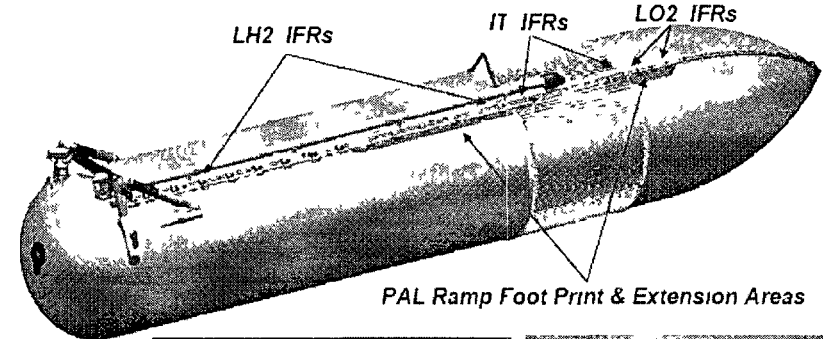 LH2 IFRs
IT IFRs
LO2 IFRs
PAL Ramp Foot Print & Extension Areas